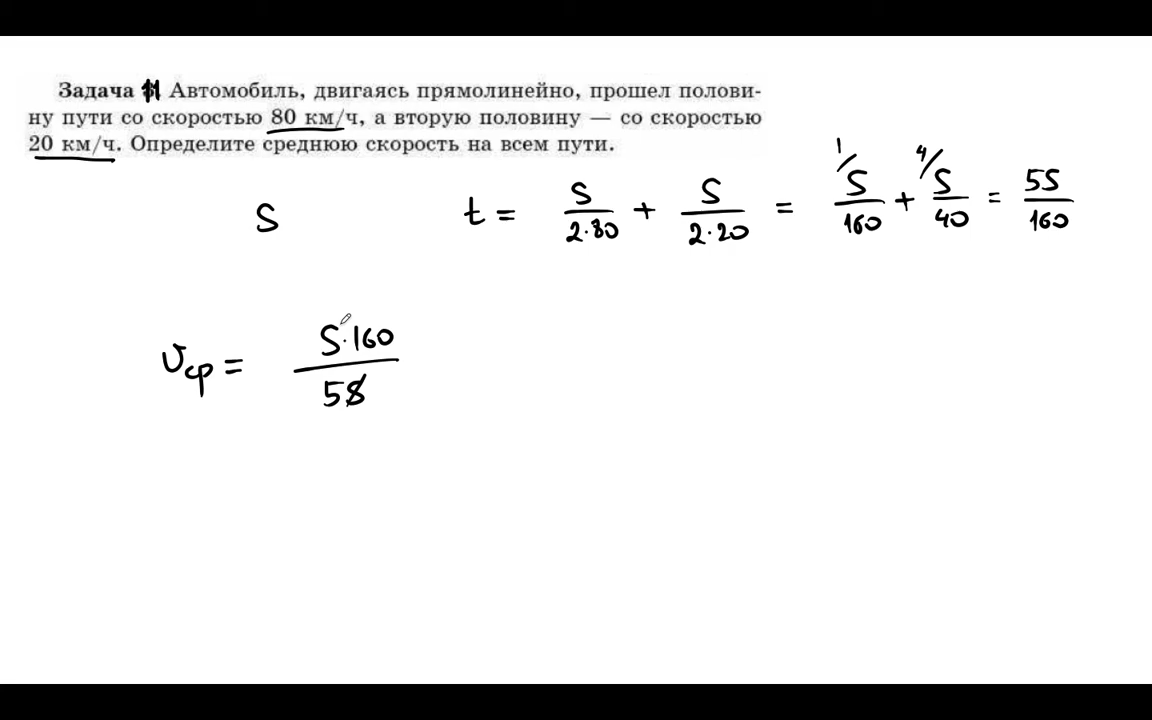 Задача 11 Автомобиль, двигаясь прямолинейно, прошел полови-
ну пути со скоростью 80 км/ч, а вторую половину — со скоростью
20 км/ч. Определите среднюю скорость на всем пути.
S t = S/2·80 + S/2·20 = 1/S/160 + 4/S/40 = 5S/160
υср = S·160/5S